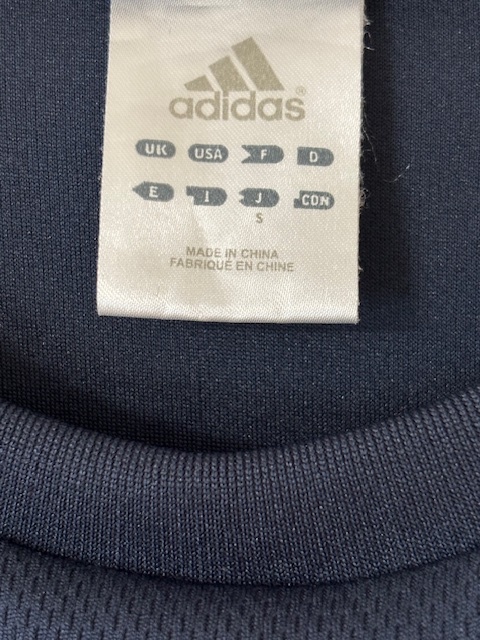 adidas®
UK USA F D
E I J CDN
S
MADE IN CHINA
FABRIQUÉ EN CHINE